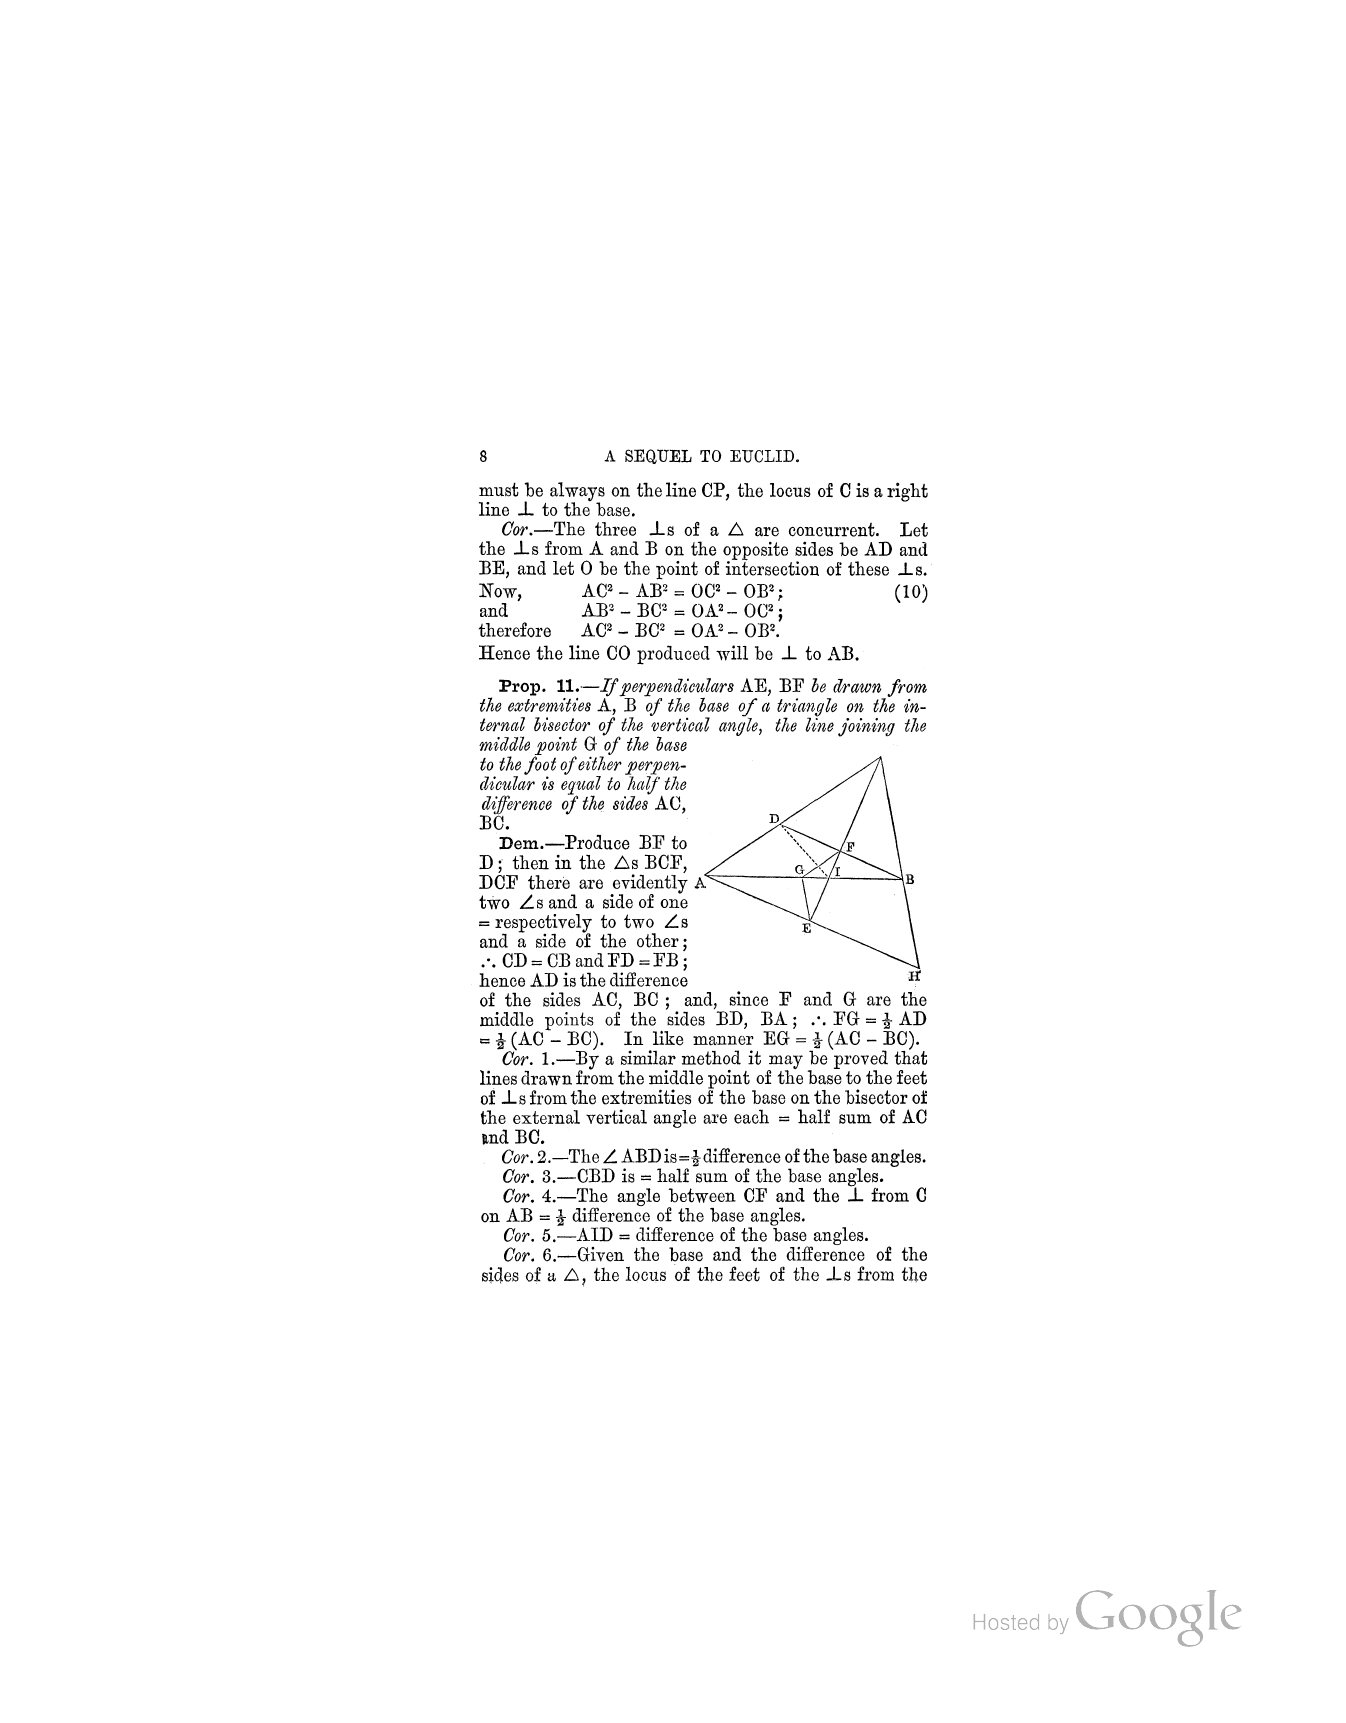 8 A SEQUEL TO EUCLID.
must be always on the line CP, the locus of C is a right
line ⊥ to the base.
Cor.—The three ⊥s of a △ are concurrent. Let
the ⊥s from A and B on the opposite sides be AD and
BE, and let O be the point of intersection of these ⊥s.
Now, AC² – AB² = OC² – OB²; (10)
and AB² – BC² = OA² – OC²;
therefore AC² – BC² = OA² – OB².
Hence the line CO produced will be ⊥ to AB.
Prop. 11.—If perpendiculars AE, BF be drawn from
the extremities A, B of the base of a triangle on the in-
ternal bisector of the vertical angle, the line joining the
middle point G of the base
to the foot of either perpen-
dicular is equal to half the
difference of the sides AC,
BC.
Dem.—Produce BF to
D; then in the △s BCF,
DCF there are evidently
two ∠s and a side of one
= respectively to two ∠s
and a side of the other;
∴ CD = CB and FD = FB;
hence AD is the difference
D
F
G
I
A
B
E
H
of the sides AC, BC; and, since F and G are the
middle points of the sides BD, BA; ∴ FG = ½ AD
= ½ (AC – BC). In like manner EG = ½ (AC – BC).
Cor. 1.—By a similar method it may be proved that
lines drawn from the middle point of the base to the feet
of ⊥s from the extremities of the base on the bisector of
the external vertical angle are each = half sum of AC
and BC.
Cor. 2.—The ∠ ABD is=½ difference of the base angles.
Cor. 3.—CBD is = half sum of the base angles.
Cor. 4.—The angle between CF and the ⊥ from C
on AB = ½ difference of the base angles.
Cor. 5.—AID = difference of the base angles.
Cor. 6.—Given the base and the difference of the
sides of a △, the locus of the feet of the ⊥s from the
Hosted by Google